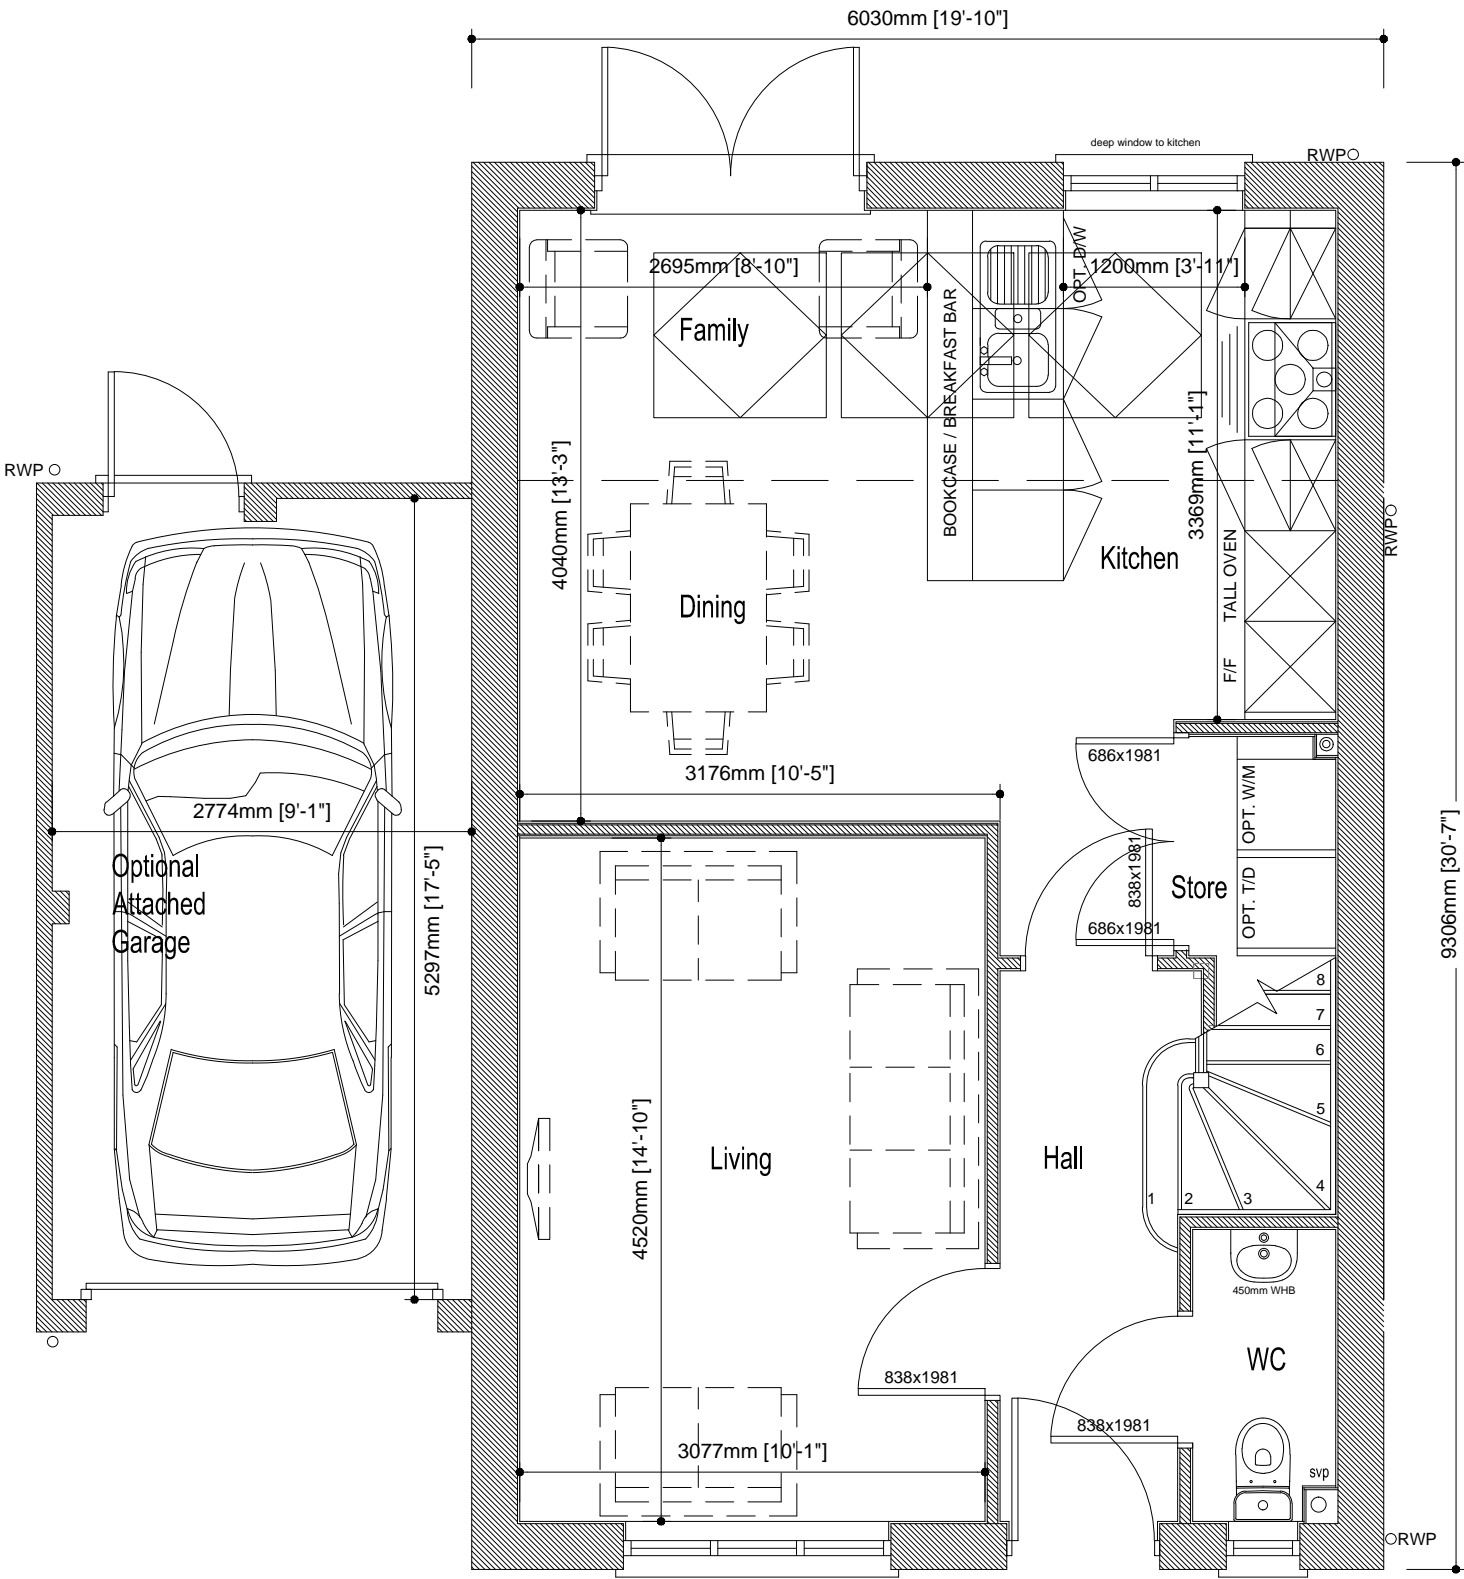 6030mm [19'-10"]
deep window to kitchen
RWP
2695mm [8'-10"]
OPT. D/W
1200mm [3'-11"]
Family
BOOKCASE / BREAKFAST BAR
3369mm [11'-1"]
RWP
4040mm [13'-3"]
RWP
Kitchen
TALL OVEN
Dining
F/F
686x1981
3176mm [10'-5"]
2774mm [9'-1"]
OPT. W/M
9306mm [30'-7"]
Optional
Attached
Garage
5297mm [17'-5"]
838x1981
Store
OPT. T/D
686x1981
8
7
6
5
4
3
2
1
4520mm [14'-10"]
Living
Hall
450mm WHB
WC
838x1981
838x1981
3077mm [10'-1"]
svp
RWP